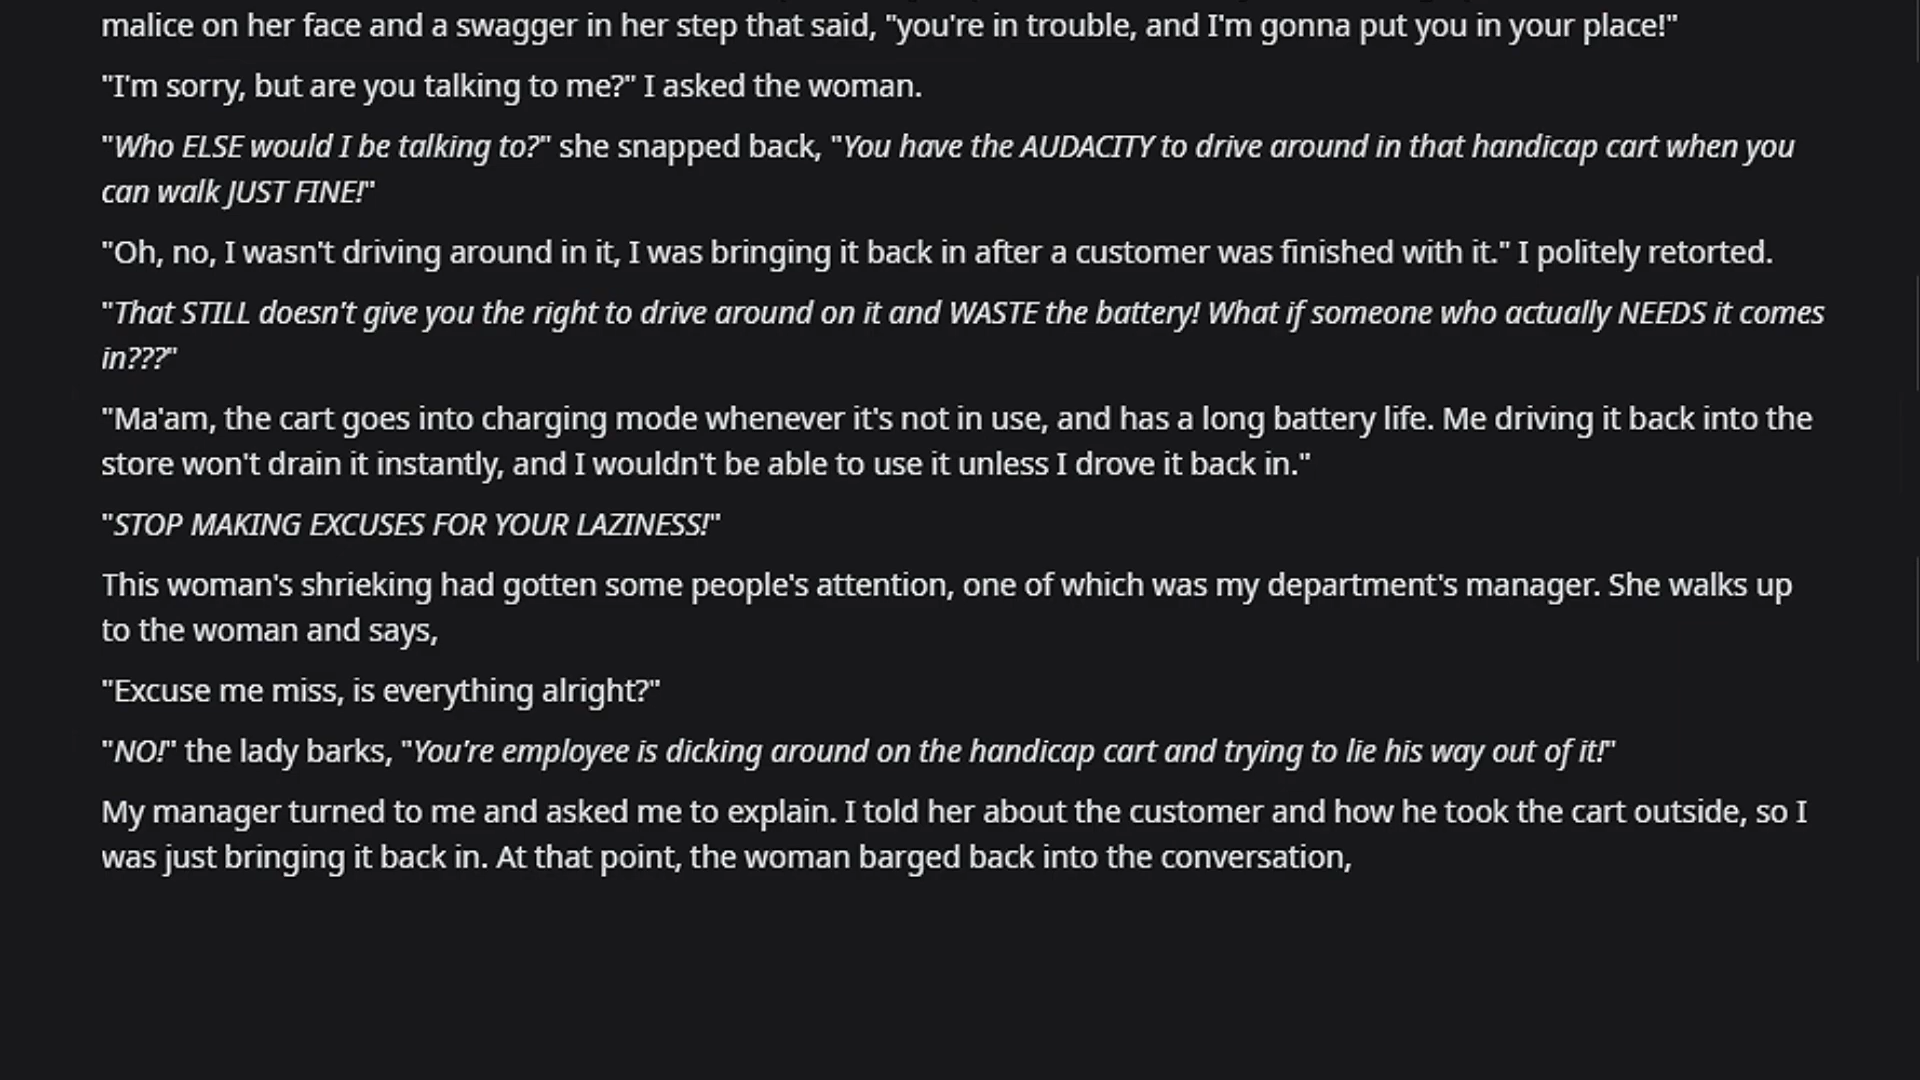 malice on her face and a swagger in her step that said, "you're in trouble, and I'm gonna put you in your place!"
"I'm sorry, but are you talking to me?" I asked the woman.
"Who ELSE would I be talking to?" she snapped back, "You have the AUDACITY to drive around in that handicap cart when you
can walk JUST FINE!"
"Oh, no, I wasn't driving around in it, I was bringing it back in after a customer was finished with it." I politely retorted.
"That STILL doesn't give you the right to drive around on it and WASTE the battery! What if someone who actually NEEDS it comes
in???"
"Ma'am, the cart goes into charging mode whenever it's not in use, and has a long battery life. Me driving it back into the
store won't drain it instantly, and I wouldn't be able to use it unless I drove it back in."
"STOP MAKING EXCUSES FOR YOUR LAZINESS!"
This woman's shrieking had gotten some people's attention, one of which was my department's manager. She walks up
to the woman and says,
"Excuse me miss, is everything alright?"
"NO!" the lady barks, "You're employee is dicking around on the handicap cart and trying to lie his way out of it!"
My manager turned to me and asked me to explain. I told her about the customer and how he took the cart outside, so I
was just bringing it back in. At that point, the woman barged back into the conversation,